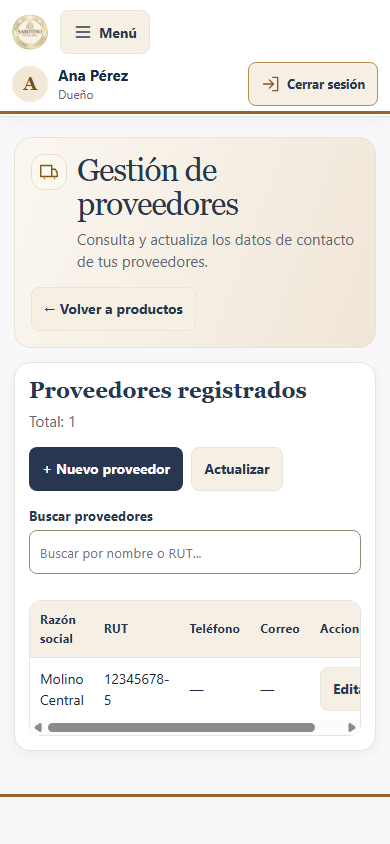 Menú
A
Ana Pérez
Dueño
Cerrar sesión
Gestión de
proveedores
Consulta y actualiza los datos de contacto
de tus proveedores.
← Volver a productos
Proveedores registrados
Total: 1
+ Nuevo proveedor
Actualizar
Buscar proveedores
Buscar por nombre o RUT...
Razón
social
RUT
Teléfono
Correo
Accion
Molino
Central
12345678-
5
—
—
Edita